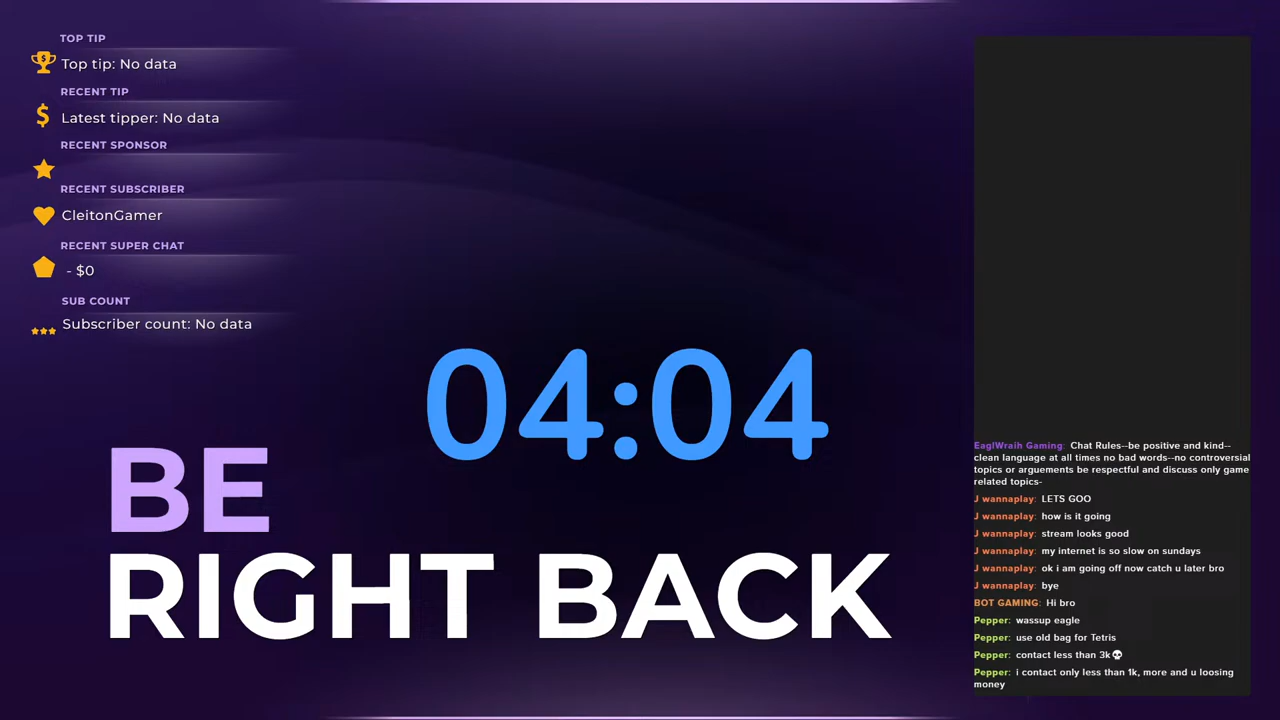 TOP TIP
Top tip: No data
RECENT TIP
Latest tipper: No data
RECENT SPONSOR
RECENT SUBSCRIBER
CleitonGamer
RECENT SUPER CHAT
- $0
SUB COUNT
Subscriber count: No data
04:04
BE
RIGHT BACK
EaglWraih Gaming: Chat Rules--be positive and kind--
clean language at all times no bad words--no controversial
topics or arguements be respectful and discuss only game
related topics-
J wannaplay: LETS GOO
J wannaplay: how is it going
J wannaplay: stream looks good
J wannaplay: my internet is so slow on sundays
J wannaplay: ok i am going off now catch u later bro
J wannaplay: bye
BOT GAMING: Hi bro
Pepper: wassup eagle
Pepper: use old bag for Tetris
Pepper: contact less than 3k💀
Pepper: i contact only less than 1k, more and u loosing
money